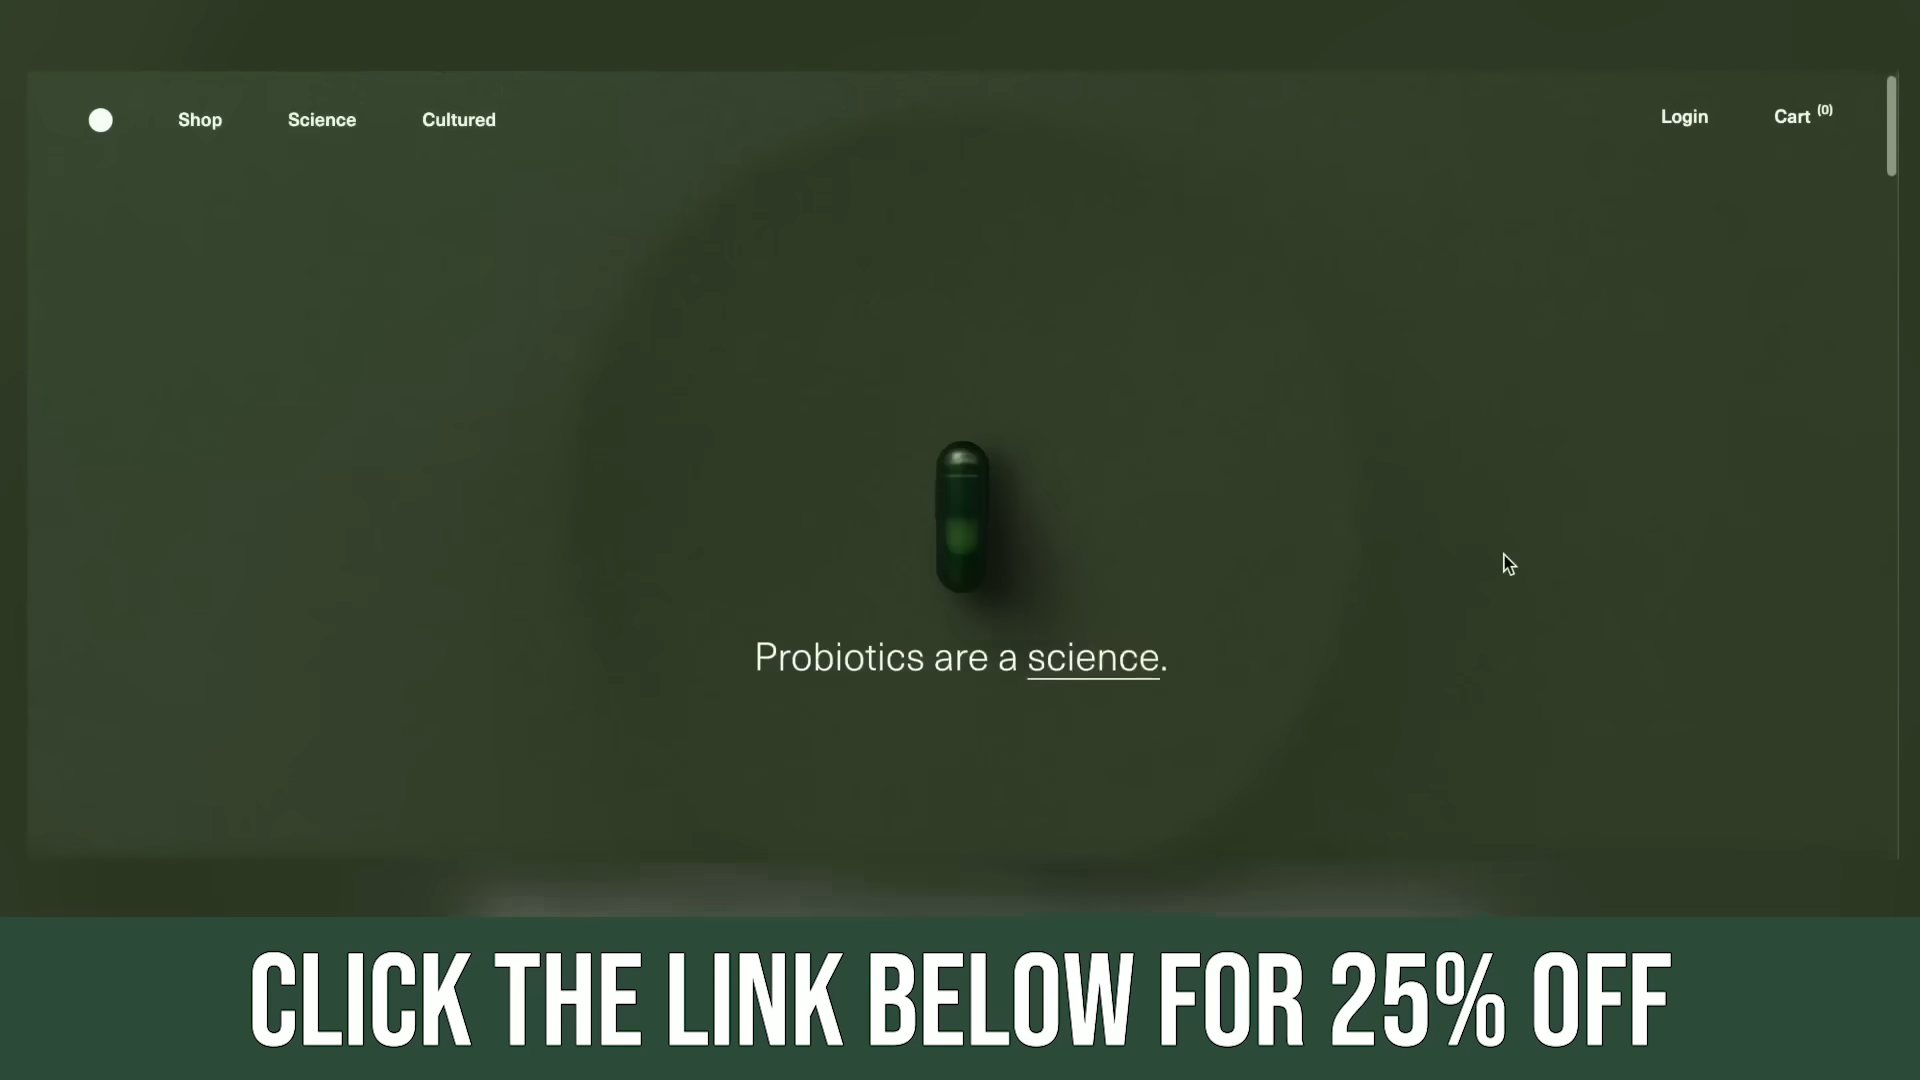 Shop Science Cultured Login Cart (0)
Probiotics are a science.
CLICK THE LINK BELOW FOR 25% OFF